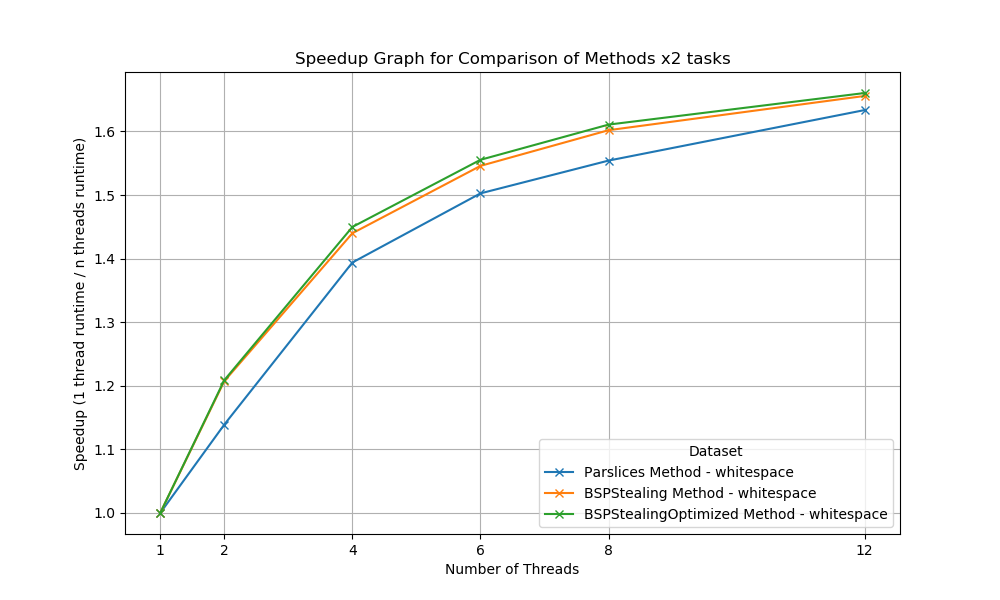 Speedup Graph for Comparison of Methods x2 tasks
Speedup (1 thread runtime / n threads runtime)
1.6
1.5
1.4
1.3
1.2
1.1
1.0
Dataset
Parslices Method - whitespace
BSPStealing Method - whitespace
BSPStealingOptimized Method - whitespace
1 2 4 6 8 12
Number of Threads